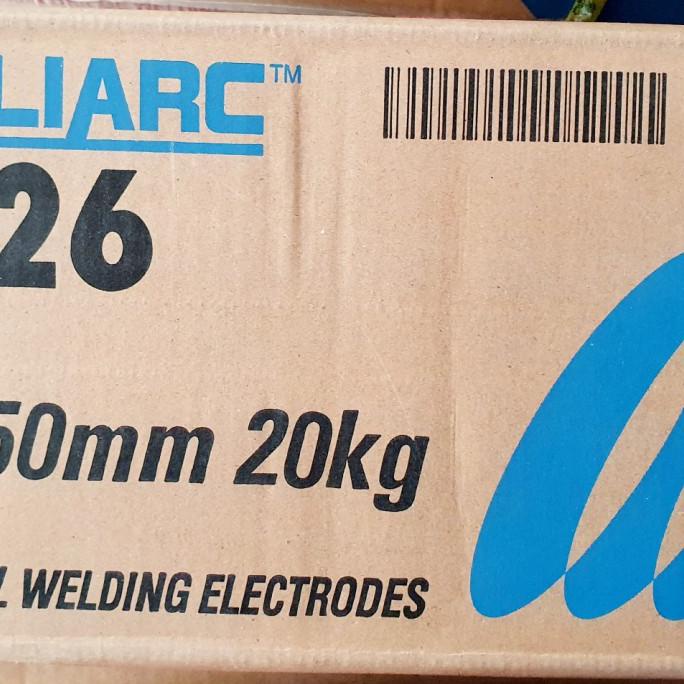 LIARC™
26
50mm 20kg
L WELDING ELECTRODES